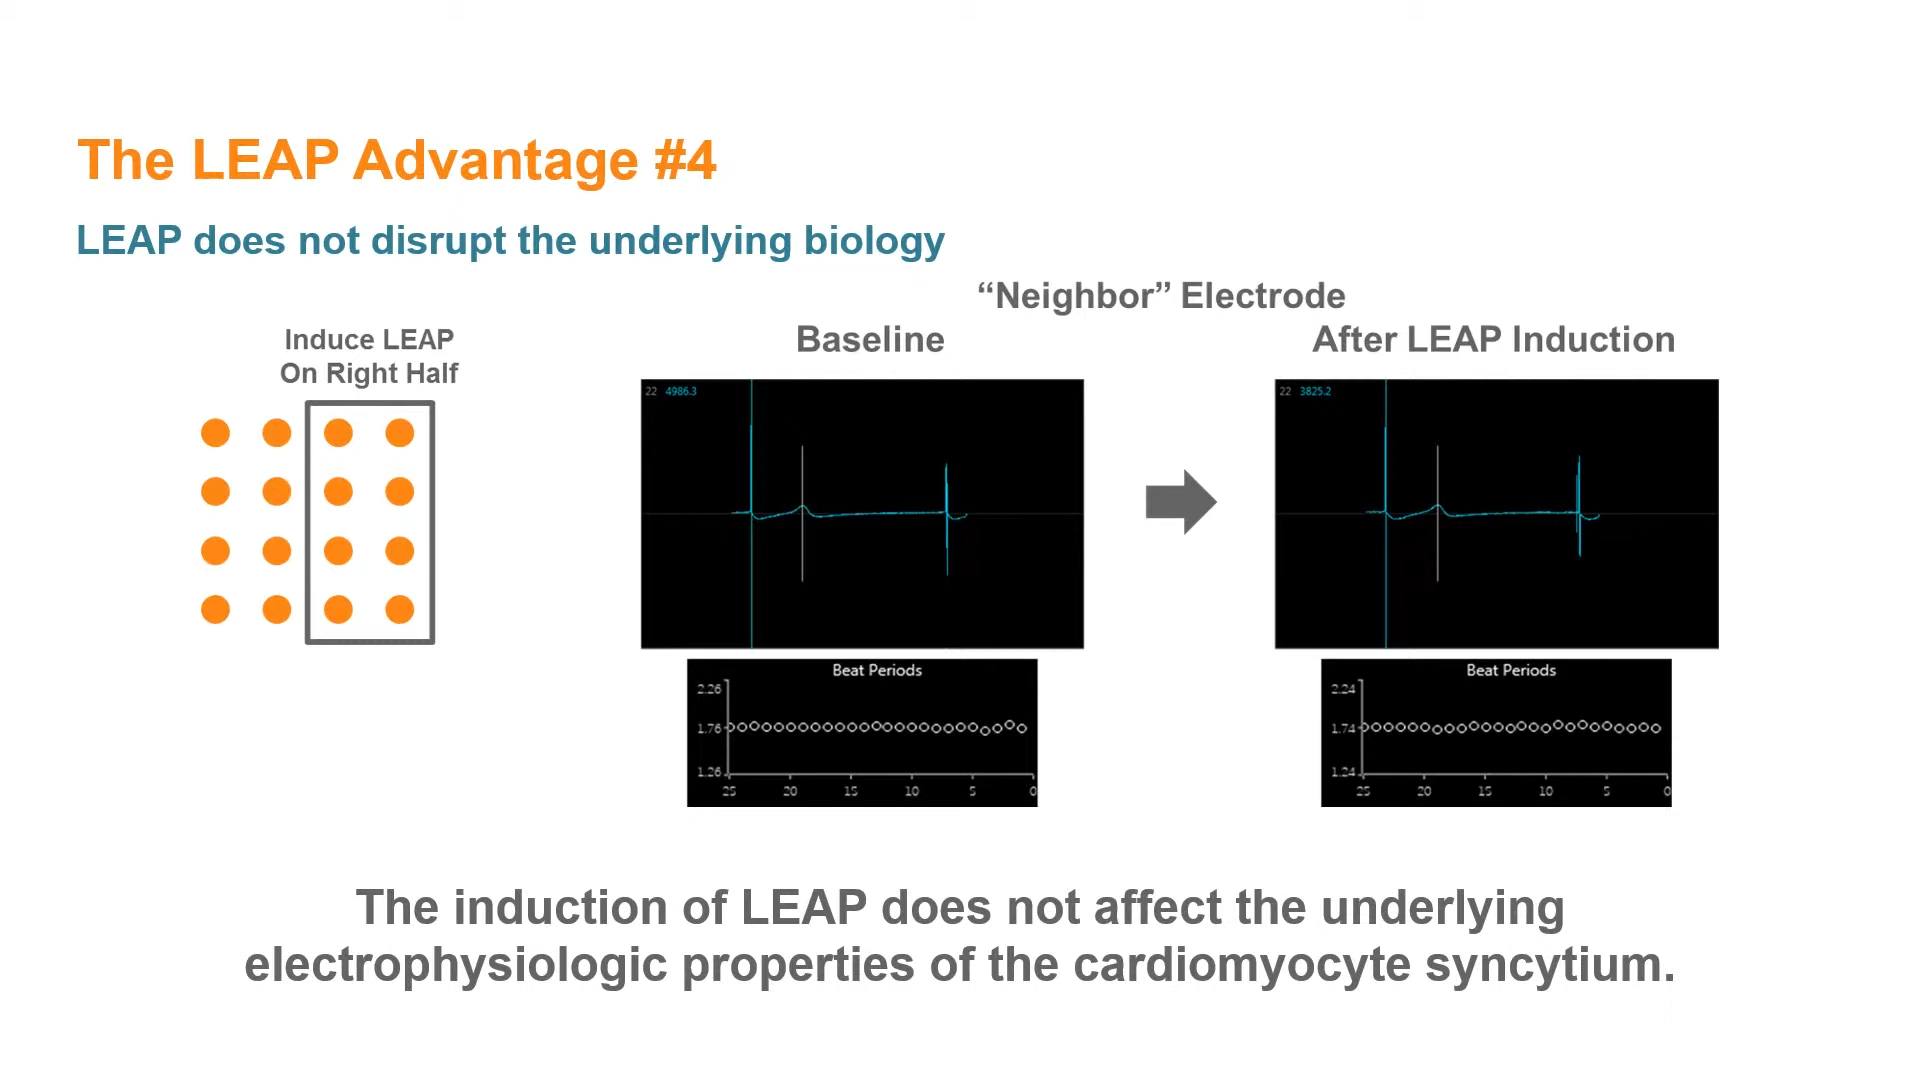 The LEAP Advantage #4
LEAP does not disrupt the underlying biology
“Neighbor” Electrode
Induce LEAP
On Right Half
Baseline
After LEAP Induction
22 4986.3
22 3825.2
Beat Periods
2.26
1.76
1.26
25 20 15 10 5 0
Beat Periods
2.24
1.74
1.24
25 20 15 10 5 0
The induction of LEAP does not affect the underlying
electrophysiologic properties of the cardiomyocyte syncytium.